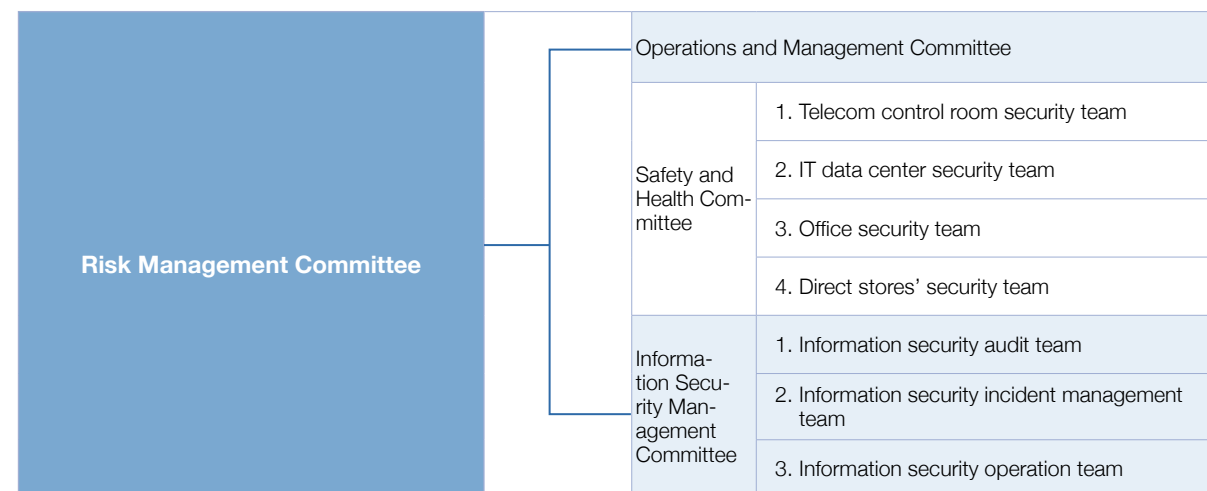 Risk Management Committee
Operations and Management Committee
Safety and
Health Com-
mittee
1. Telecom control room security team
2. IT data center security team
3. Office security team
4. Direct stores’ security team
Informa-
tion Secu-
rity Man-
agement
Committee
1. Information security audit team
2. Information security incident management
team
3. Information security operation team